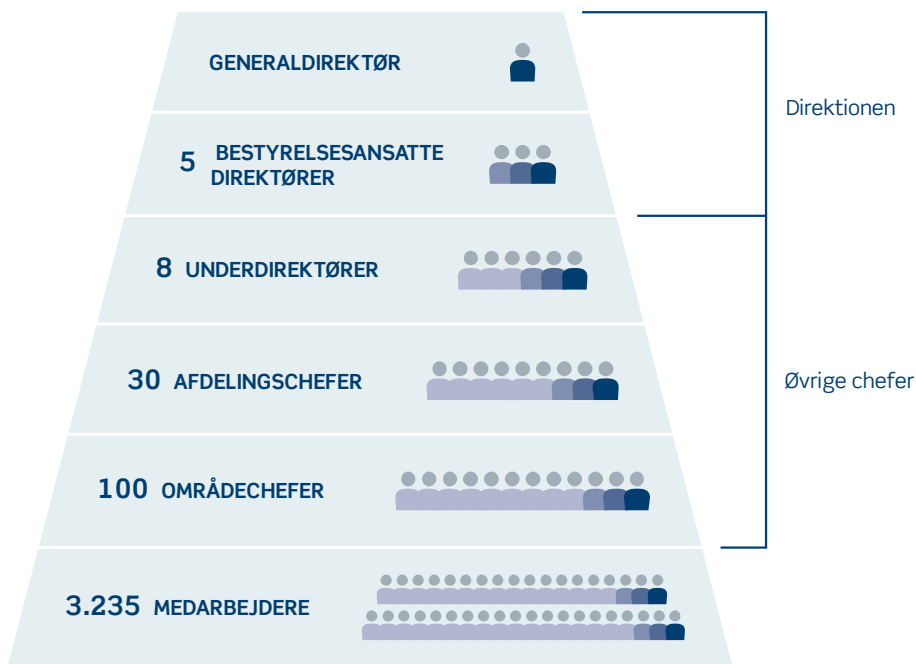 GENERALDIREKTØR
Direktionen
5 BESTYRELSESANSATTE
DIREKTØRER
8 UNDERDIREKTØRER
30 AFDELINGSCHEFER
Øvrige chefer
100 OMRÅDECHEFER
3.235 MEDARBEJDERE